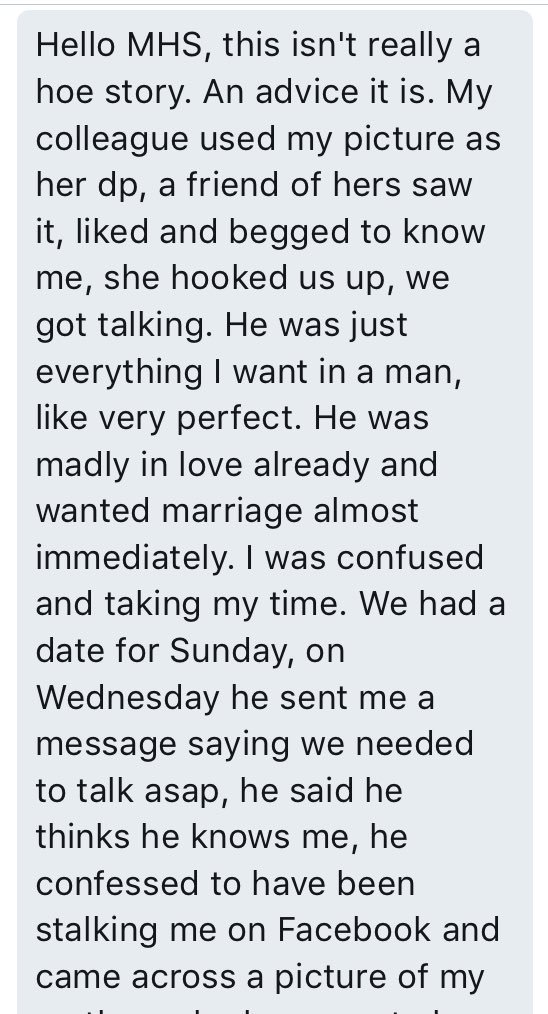 Hello MHS, this isn't really a
hoe story. An advice it is. My
colleague used my picture as
her dp, a friend of hers saw
it, liked and begged to know
me, she hooked us up, we
got talking. He was just
everything I want in a man,
like very perfect. He was
madly in love already and
wanted marriage almost
immediately. I was confused
and taking my time. We had a
date for Sunday, on
Wednesday he sent me a
message saying we needed
to talk asap, he said he
thinks he knows me, he
confessed to have been
stalking me on Facebook and
came across a picture of my